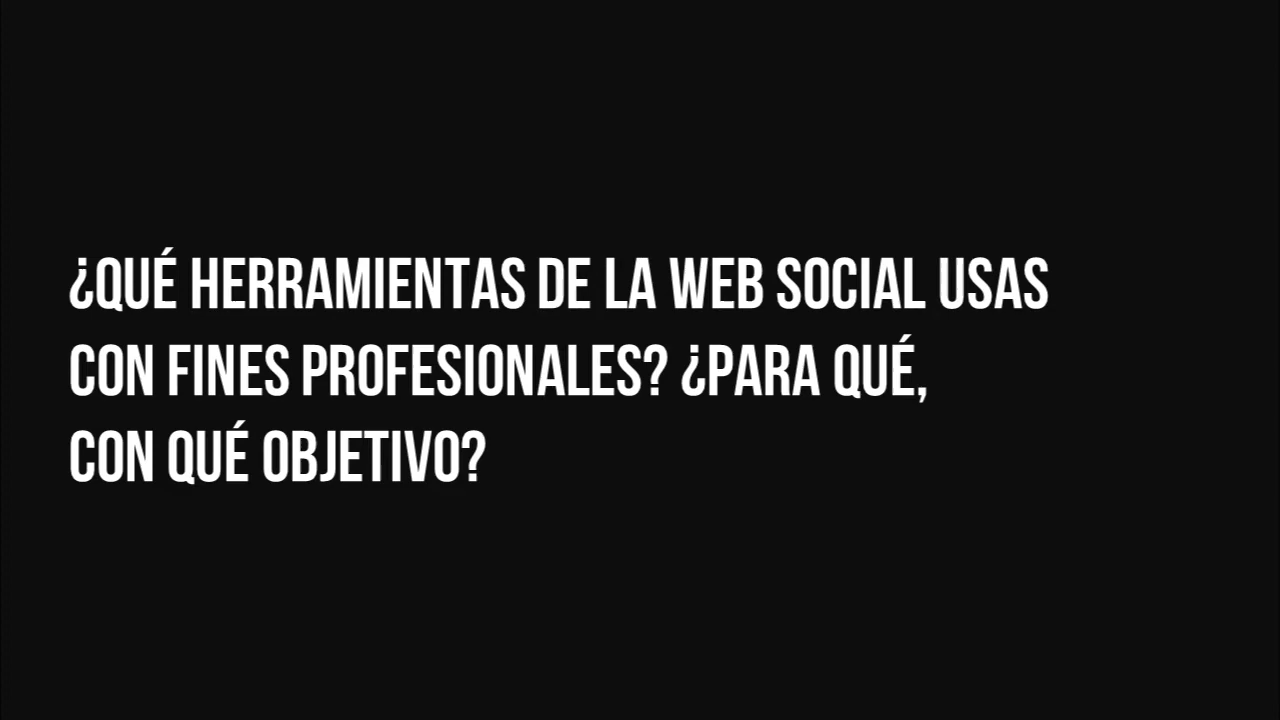 ¿QUÉ HERRAMIENTAS DE LA WEB SOCIAL USAS
CON FINES PROFESIONALES? ¿PARA QUÉ,
CON QUÉ OBJETIVO?